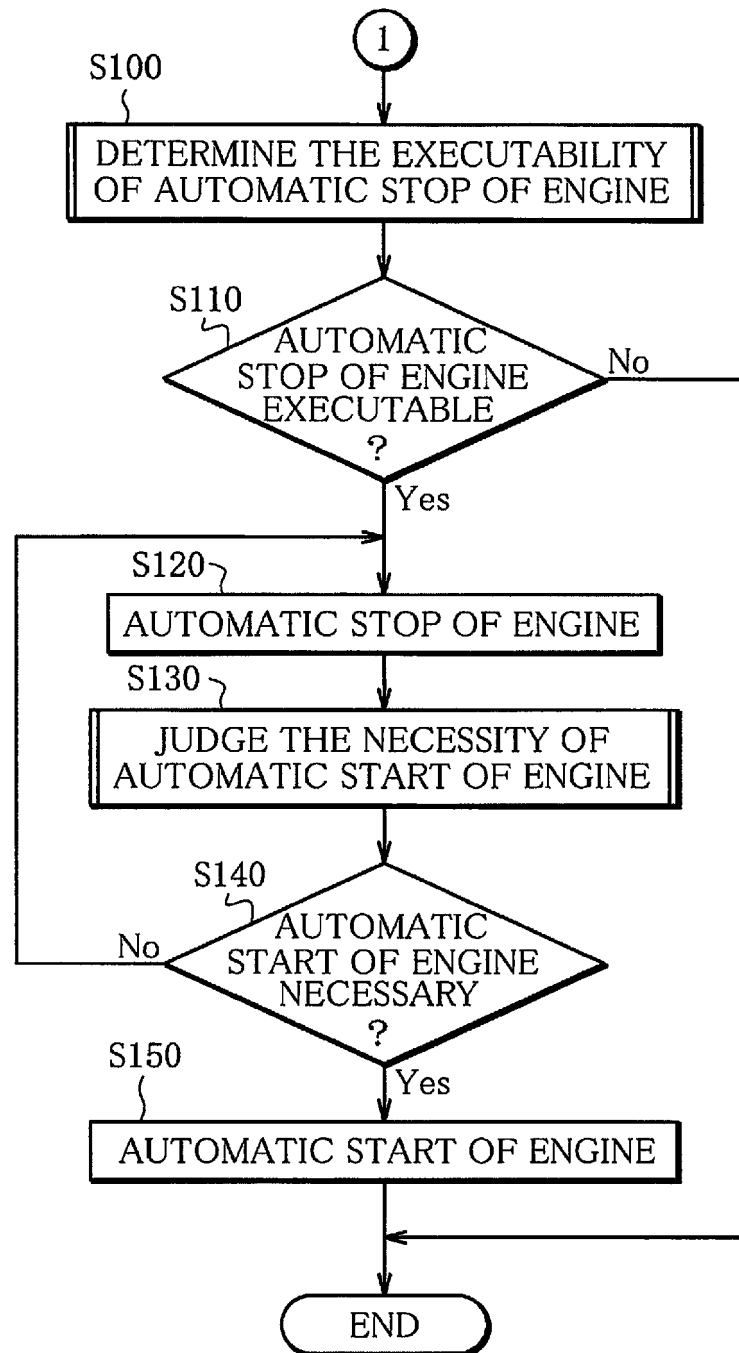 1
S100
DETERMINE THE EXECUTABILITY
OF AUTOMATIC STOP OF ENGINE
S110
AUTOMATIC
STOP OF ENGINE
EXECUTABLE
?
No
Yes
S120
AUTOMATIC STOP OF ENGINE
S130
JUDGE THE NECESSITY OF
AUTOMATIC START OF ENGINE
S140
AUTOMATIC
START OF ENGINE
NECESSARY
?
No
Yes
S150
AUTOMATIC START OF ENGINE
END